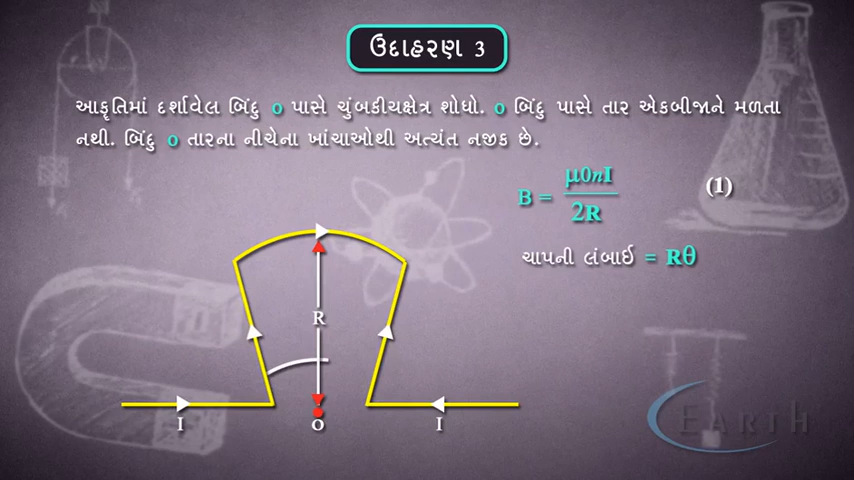 ઉદાહરણ 3
આકૃતિમાં દર્શાવેલ બિંદુ o પાસે ચુંબકીયક્ષેત્ર શોધો. o બિંદુ પાસે તાર એકબીજાને મળતા
નથી. બિંદુ o તારના નીચેના ખાંચાઓથી અત્યંત નજીક છે.
B = μ0nI / 2R (1)
ચાપની લંબાઈ = Rθ
R
I O I
EARTH